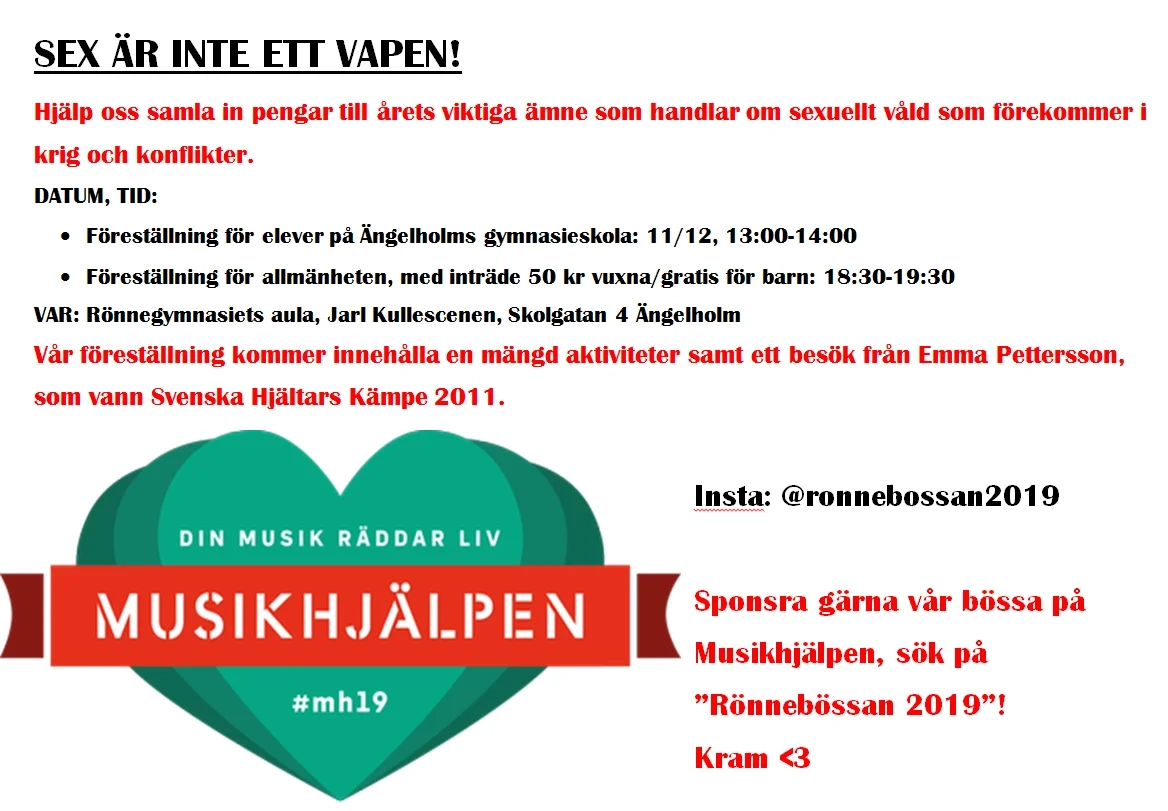 SEX ÄR INTE ETT VAPEN!
Hjälp oss samla in pengar till årets viktiga ämne som handlar om sexuellt våld som förekommer i
krig och konflikter.
DATUM, TID:
• Föreställning för elever på Ängelholms gymnasieskola: 11/12, 13:00-14:00
• Föreställning för allmänheten, med inträde 50 kr vuxna/gratis för barn: 18:30-19:30
VAR: Rönnegymnasiets aula, Jarl Kullescenen, Skolgatan 4 Ängelholm
Vår föreställning kommer innehålla en mängd aktiviteter samt ett besök från Emma Pettersson,
som vann Svenska Hjältars Kämpe 2011.
DIN MUSIK RÄDDAR LIV
MUSIKHJÄLPEN
#mh19
Insta: @ronnebossan2019
Sponsra gärna vår bössa på
Musikhjälpen, sök på
”Rönnebössan 2019”!
Kram <3